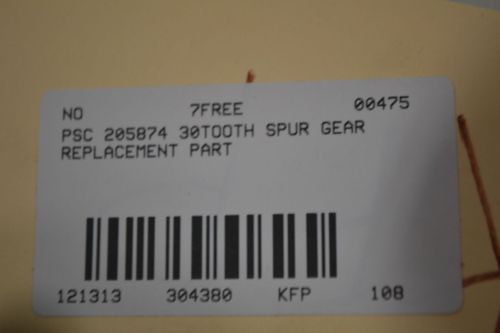 NO 7FREE 00475
PSC 205874 30TOOTH SPUR GEAR
REPLACEMENT PART
121313 304380 KFP 108